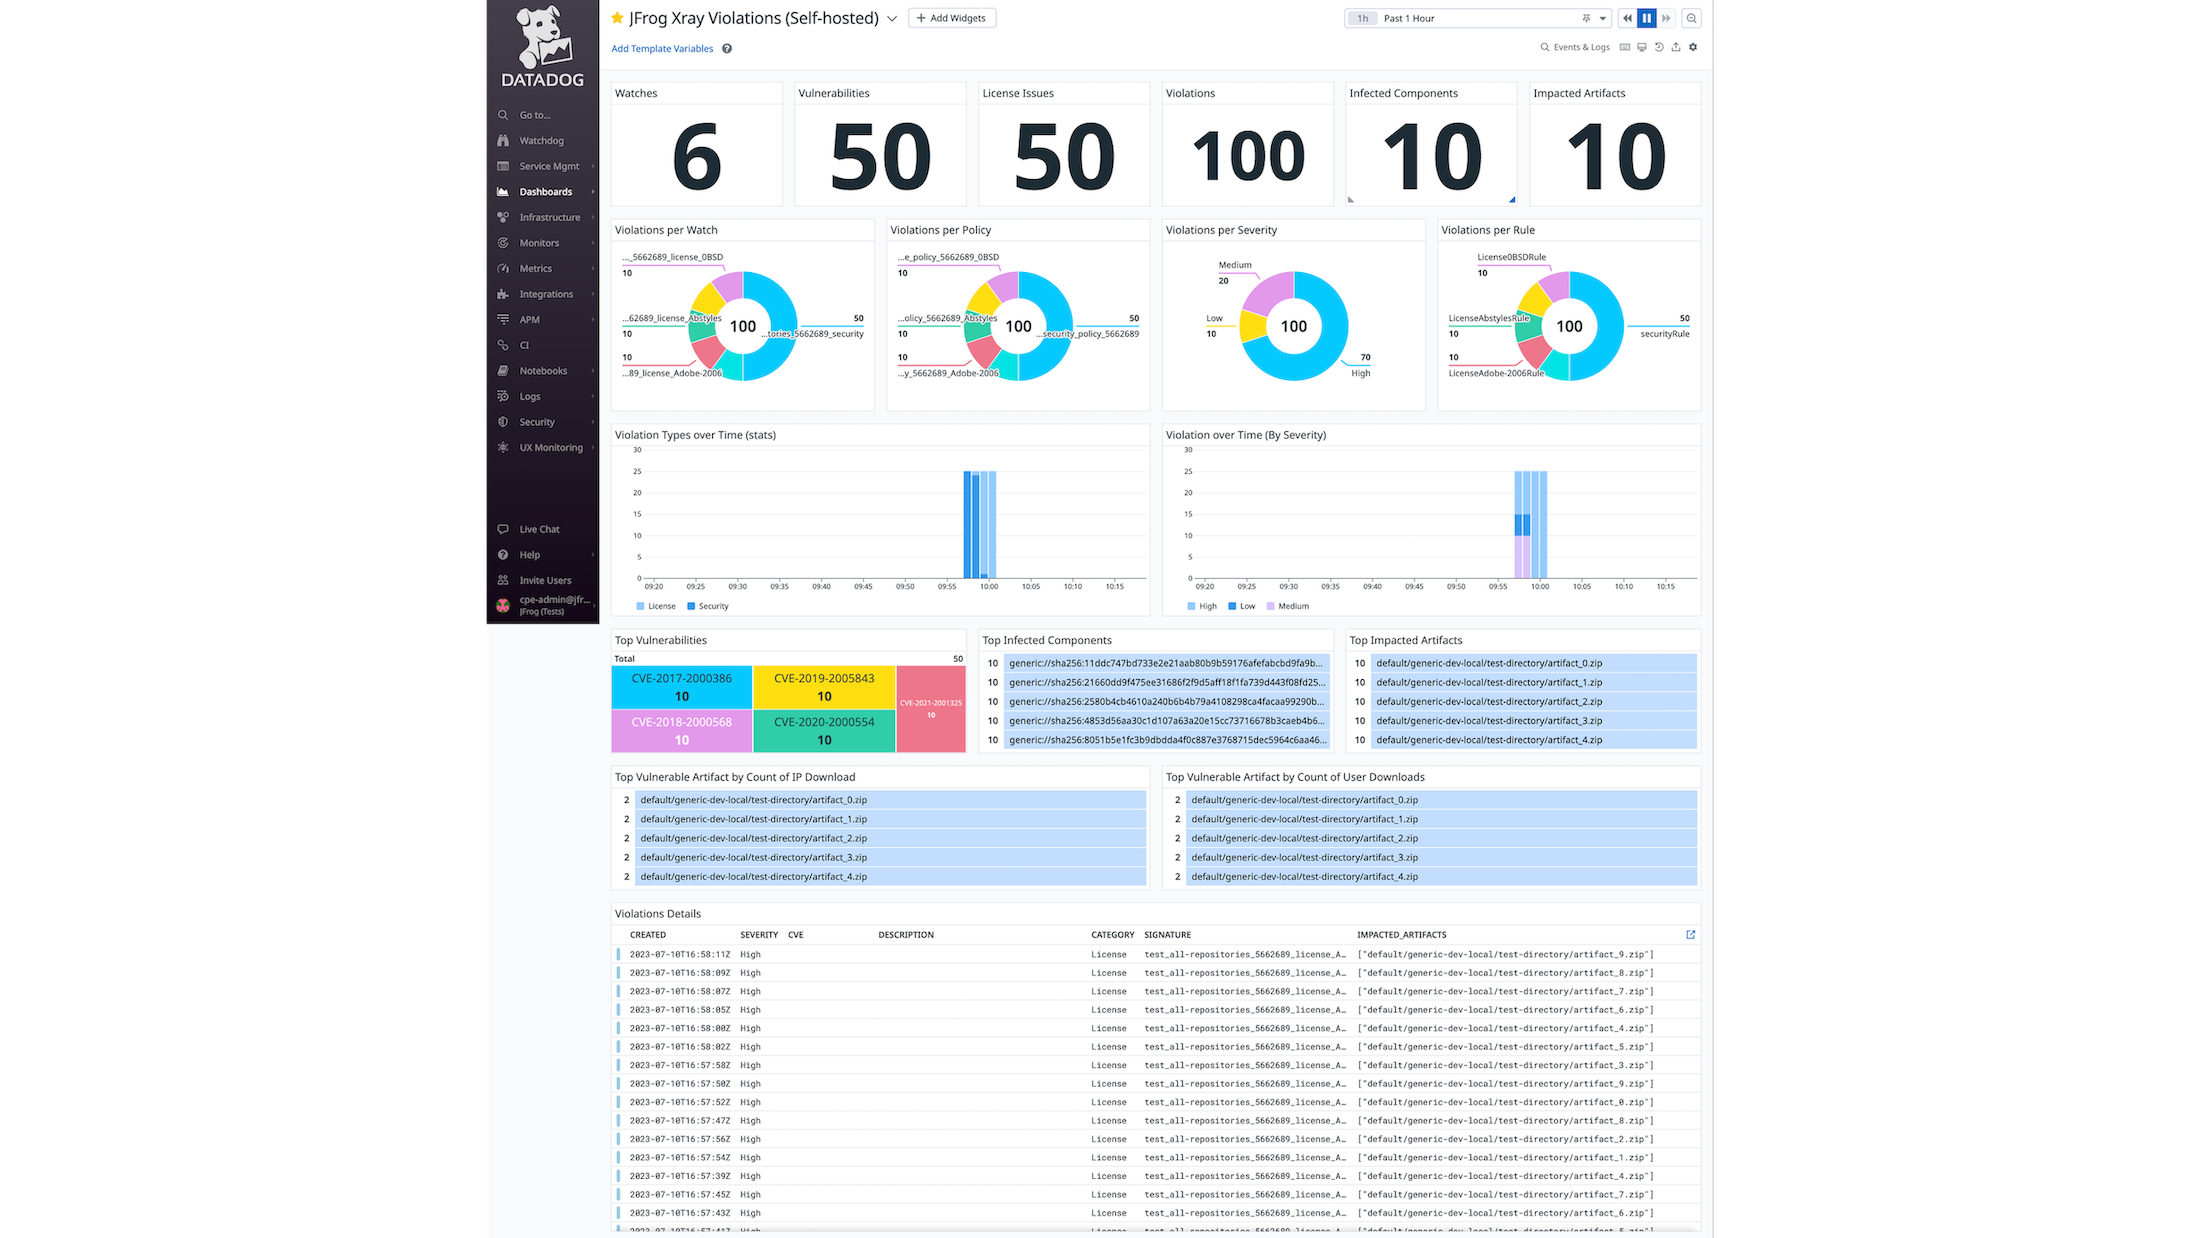 DATADOG
Go to...
Watchdog
Service Mgmt
Dashboards
Infrastructure
Monitors
Metrics
Integrations
APM
CI
Notebooks
Logs
Security
UX Monitoring
Live Chat
Help
Invite Users
cpe-admin@jfr...
JFrog (Tests)
JFrog Xray Violations (Self-hosted)
+ Add Widgets
1h Past 1 Hour
Add Template Variables
Events & Logs
Watches
6
Vulnerabilities
50
License Issues
50
Violations
100
Infected Components
10
Impacted Artifacts
10
Violations per Watch
..._5662689_license_0BSD
10
...62689_license_Abstyles
10
10
...89_license_Adobe-2006
100
50
...tories_5662689_security
Violations per Policy
...e_policy_5662689_0BSD
10
...olicy_5662689_Abstyles
10
10
...y_5662689_Adobe-2006
100
50
...security_policy_5662689
Violations per Severity
Medium
20
Low
10
100
70
High
Violations per Rule
License0BSDRule
10
LicenseAbstylesRule
10
10
LicenseAdobe-2006Rule
100
50
securityRule
Violation Types over Time (stats)
30
25
20
15
10
5
0
09:20 09:25 09:30 09:35 09:40 09:45 09:50 09:55 10:00 10:05 10:10 10:15
License Security
Violation over Time (By Severity)
30
25
20
15
10
5
0
09:20 09:25 09:30 09:35 09:40 09:45 09:50 09:55 10:00 10:05 10:10 10:15
High Low Medium
Top Vulnerabilities
Total 50
CVE-2017-2000386
10
CVE-2019-2005843
10
CVE-2018-2000568
10
CVE-2020-2000554
10
CVE-2021-2001325
10
Top Infected Components
10 generic://sha256:11ddc747bd733e2e21aab80b9b59176afefabcbd9fa9b...
10 generic://sha256:21660dd9f475ee31686f2f9d5aff18f1fa739d443f08fd25...
10 generic://sha256:2580b4cb4610a240b6b4b79a4108298ca4facaa99290b...
10 generic://sha256:4853d56aa30c1d107a63a20e15cc73716678b3caeb4b6...
10 generic://sha256:8051b5e1fc3b9dbdda4f0c887e3768715dec5964c6aa46...
Top Impacted Artifacts
10 default/generic-dev-local/test-directory/artifact_0.zip
10 default/generic-dev-local/test-directory/artifact_1.zip
10 default/generic-dev-local/test-directory/artifact_2.zip
10 default/generic-dev-local/test-directory/artifact_3.zip
10 default/generic-dev-local/test-directory/artifact_4.zip
Top Vulnerable Artifact by Count of IP Download
2 default/generic-dev-local/test-directory/artifact_0.zip
2 default/generic-dev-local/test-directory/artifact_1.zip
2 default/generic-dev-local/test-directory/artifact_2.zip
2 default/generic-dev-local/test-directory/artifact_3.zip
2 default/generic-dev-local/test-directory/artifact_4.zip
Top Vulnerable Artifact by Count of User Downloads
2 default/generic-dev-local/test-directory/artifact_0.zip
2 default/generic-dev-local/test-directory/artifact_1.zip
2 default/generic-dev-local/test-directory/artifact_2.zip
2 default/generic-dev-local/test-directory/artifact_3.zip
2 default/generic-dev-local/test-directory/artifact_4.zip
Violations Details
CREATED SEVERITY CVE DESCRIPTION CATEGORY SIGNATURE IMPACTED_ARTIFACTS
2023-07-10T16:58:11Z High License test_all-repositories_5662689_license_A… ["default/generic-dev-local/test-directory/artifact_9.zip"]
2023-07-10T16:58:09Z High License test_all-repositories_5662689_license_A… ["default/generic-dev-local/test-directory/artifact_8.zip"]
2023-07-10T16:58:07Z High License test_all-repositories_5662689_license_A… ["default/generic-dev-local/test-directory/artifact_7.zip"]
2023-07-10T16:58:05Z High License test_all-repositories_5662689_license_A… ["default/generic-dev-local/test-directory/artifact_6.zip"]
2023-07-10T16:58:00Z High License test_all-repositories_5662689_license_A… ["default/generic-dev-local/test-directory/artifact_4.zip"]
2023-07-10T16:58:02Z High License test_all-repositories_5662689_license_A… ["default/generic-dev-local/test-directory/artifact_5.zip"]
2023-07-10T16:57:58Z High License test_all-repositories_5662689_license_A… ["default/generic-dev-local/test-directory/artifact_3.zip"]
2023-07-10T16:57:50Z High License test_all-repositories_5662689_license_A… ["default/generic-dev-local/test-directory/artifact_9.zip"]
2023-07-10T16:57:52Z High License test_all-repositories_5662689_license_A… ["default/generic-dev-local/test-directory/artifact_0.zip"]
2023-07-10T16:57:47Z High License test_all-repositories_5662689_license_A… ["default/generic-dev-local/test-directory/artifact_8.zip"]
2023-07-10T16:57:56Z High License test_all-repositories_5662689_license_A… ["default/generic-dev-local/test-directory/artifact_2.zip"]
2023-07-10T16:57:54Z High License test_all-repositories_5662689_license_A… ["default/generic-dev-local/test-directory/artifact_1.zip"]
2023-07-10T16:57:39Z High License test_all-repositories_5662689_license_A… ["default/generic-dev-local/test-directory/artifact_4.zip"]
2023-07-10T16:57:45Z High License test_all-repositories_5662689_license_A… ["default/generic-dev-local/test-directory/artifact_7.zip"]
2023-07-10T16:57:43Z High License test_all-repositories_5662689_license_A… ["default/generic-dev-local/test-directory/artifact_6.zip"]